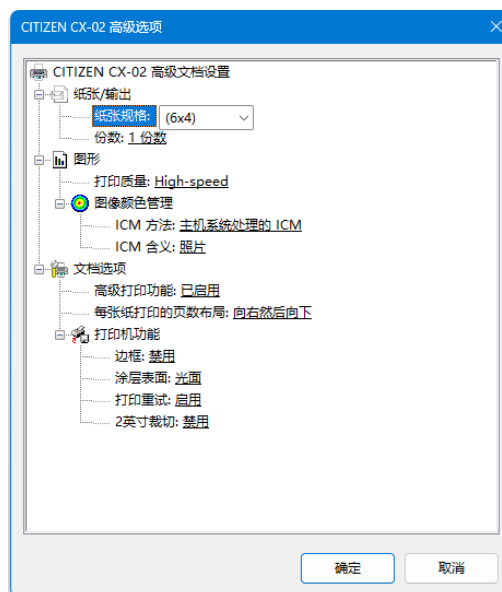 CITIZEN CX-02 高级选项
CITIZEN CX-02 高级文档设置
纸张/输出
纸张规格: (6x4)
份数: 1 份数
图形
打印质量: High-speed
图像颜色管理
ICM 方法: 主机系统处理的 ICM
ICM 含义: 照片
文档选项
高级打印功能: 已启用
每张纸打印的页数布局: 向右然后向下
打印机功能
边框: 禁用
涂层表面: 光面
打印重试: 启用
2英寸裁切: 禁用
确定 取消